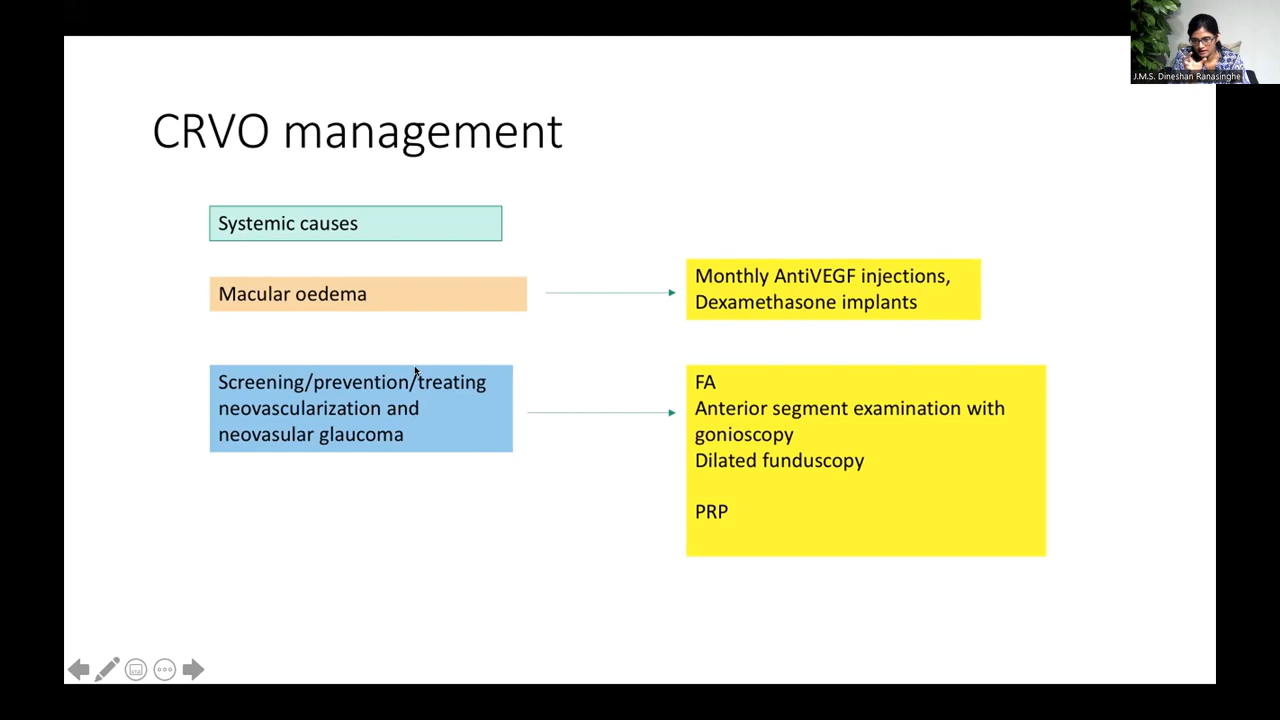 J.M.S. Dineshan Ranasinghe
CRVO management
Systemic causes
Macular oedema
Monthly AntiVEGF injections,
Dexamethasone implants
Screening/prevention/treating
neovascularization and
neovasular glaucoma
FA
Anterior segment examination with
gonioscopy
Dilated funduscopy
PRP